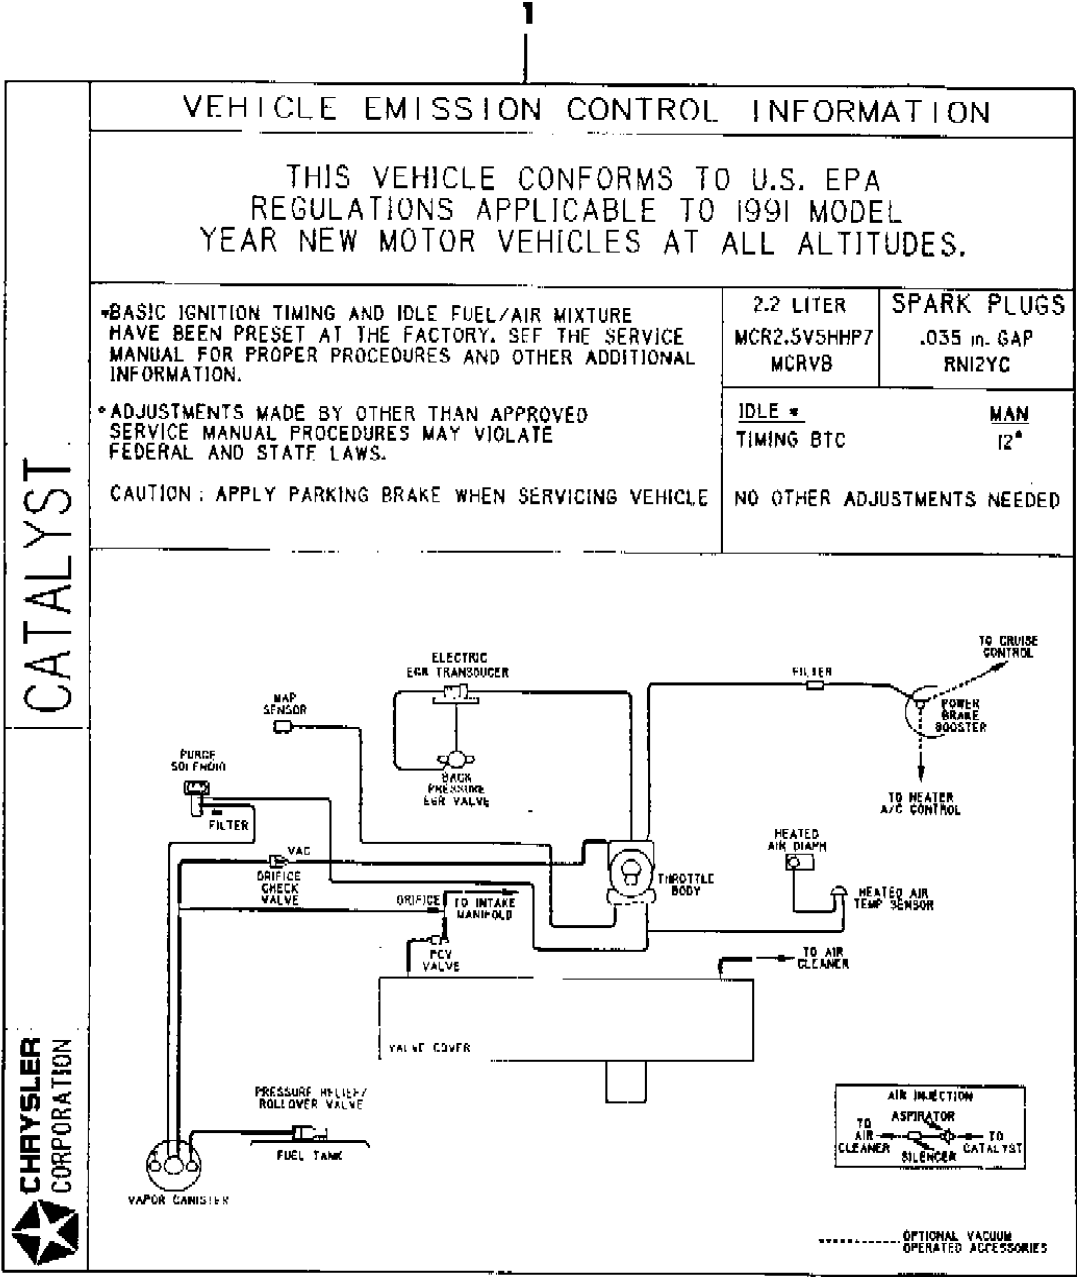 1
VEHICLE EMISSION CONTROL INFORMATION
THIS VEHICLE CONFORMS TO U.S. EPA
REGULATIONS APPLICABLE TO 1991 MODEL
YEAR NEW MOTOR VEHICLES AT ALL ALTITUDES.
*BASIC IGNITION TIMING AND IDLE FUEL/AIR MIXTURE
HAVE BEEN PRESET AT THE FACTORY. SEE THE SERVICE
MANUAL FOR PROPER PROCEDURES AND OTHER ADDITIONAL
INFORMATION.
*ADJUSTMENTS MADE BY OTHER THAN APPROVED
SERVICE MANUAL PROCEDURES MAY VIOLATE
FEDERAL AND STATE LAWS.
CAUTION : APPLY PARKING BRAKE WHEN SERVICING VEHICLE
2.2 LITER
MCR2.5V5HHP7
MCRVB
SPARK PLUGS
.035 in. GAP
RN12YC
IDLE * MAN
TIMING BTC 12°
NO OTHER ADJUSTMENTS NEEDED
CATALYST
CHRYSLER
CORPORATION
ELECTRIC
EGR TRANSDUCER
MAP
SENSOR
PURGE
SOLENOID
FILTER
BACK
PRESSURE
EGR VALVE
FILTER
TO CRUISE
CONTROL
POWER
BRAKE
BOOSTER
TO HEATER
A/C CONTROL
VAC
ORIFICE
CHECK
VALVE
ORIFICE
TO INTAKE
MANIFOLD
PCV
VALVE
THROTTLE
BODY
HEATED
AIR DIAPH
HEATED AIR
TEMP SENSOR
TO AIR
CLEANER
VALVE COVER
PRESSURE RELIEF/
ROLLOVER VALVE
FUEL TANK
VAPOR CANISTER
AIR INJECTION
ASPIRATOR
TO
AIR
CLEANER
SILENCER
TO
CATALYST
OPTIONAL VACUUM
OPERATED ACCESSORIES